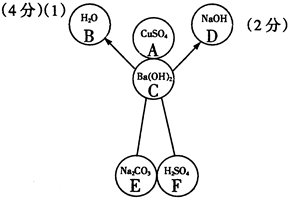 (4分)(1)
H₂O
B
CuSO₄
A
NaOH
D
(2分)
Ba(OH)₂
C
Na₂CO₃
E
H₂SO₄
F